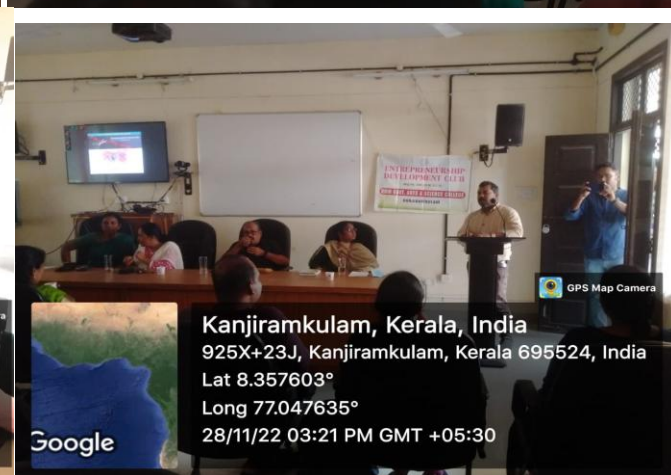 ENTREPRENEURSHIP
DEVELOPMENT CLUB
GPS Map Camera
Kanjiramkulam, Kerala, India
925X+23J, Kanjiramkulam, Kerala 695524, India
Lat 8.357603°
Long 77.047635°
28/11/22 03:21 PM GMT +05:30
Google